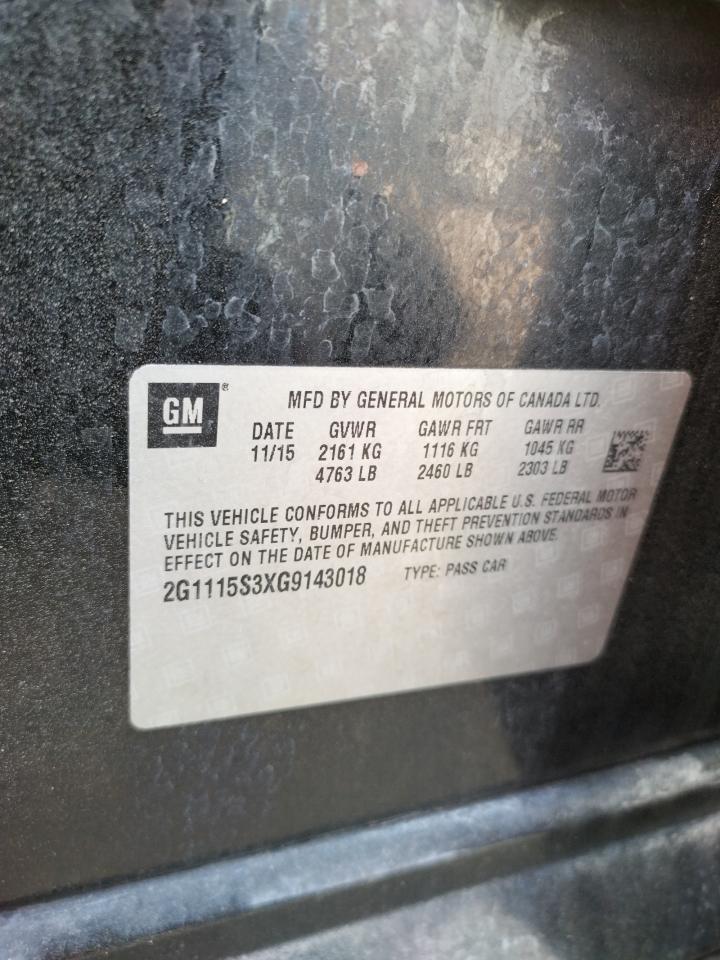 GM ®
MFD BY GENERAL MOTORS OF CANADA LTD.
DATE GVWR GAWR FRT GAWR RR
11/15 2161 KG 1116 KG 1045 KG
4763 LB 2460 LB 2303 LB
THIS VEHICLE CONFORMS TO ALL APPLICABLE U.S. FEDERAL MOTOR
VEHICLE SAFETY, BUMPER, AND THEFT PREVENTION STANDARDS IN
EFFECT ON THE DATE OF MANUFACTURE SHOWN ABOVE.
2G1115S3XG9143018 TYPE: PASS CAR